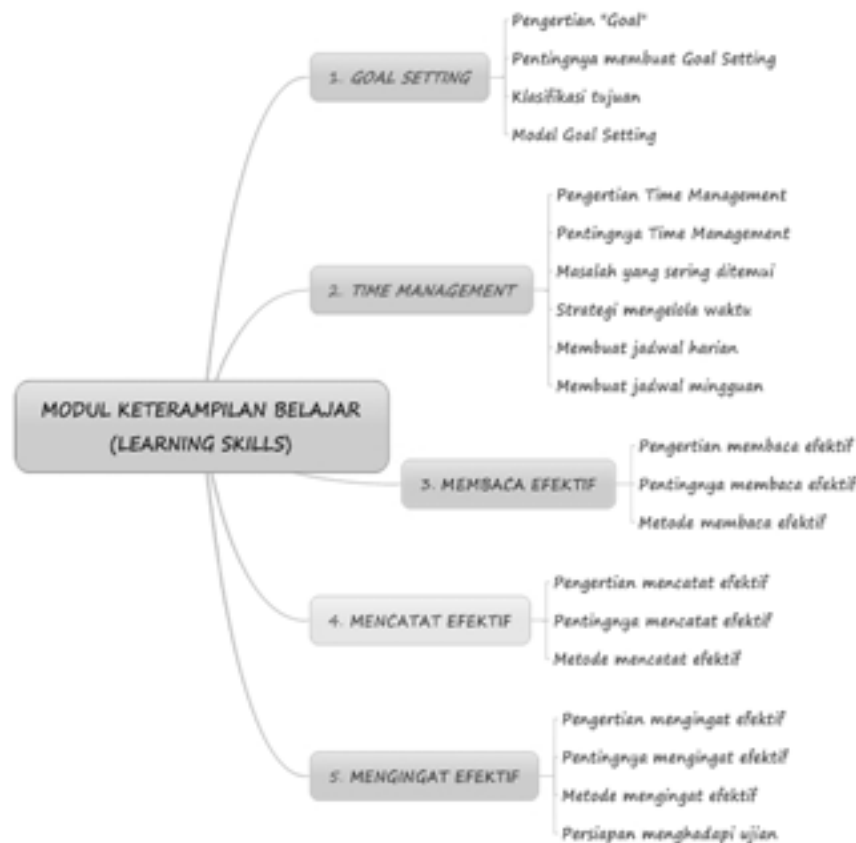 MODUL KETERAMPILAN BELAJAR
(LEARNING SKILLS)
1. GOAL SETTING
Pengertian "Goal"
Pentingnya membuat Goal Setting
Klasifikasi tujuan
Model Goal Setting
2. TIME MANAGEMENT
Pengertian Time Management
Pentingnya Time Management
Masalah yang sering ditemui
Strategi mengelola waktu
Membuat jadwal harian
Membuat jadwal mingguan
3. MEMBACA EFEKTIF
Pengertian membaca efektif
Pentingnya membaca efektif
Metode membaca efektif
4. MENCATAT EFEKTIF
Pengertian mencatat efektif
Pentingnya mencatat efektif
Metode mencatat efektif
5. MENGINGAT EFEKTIF
Pengertian mengingat efektif
Pentingnya mengingat efektif
Metode mengingat efektif
Persiapan menghadapi ujian